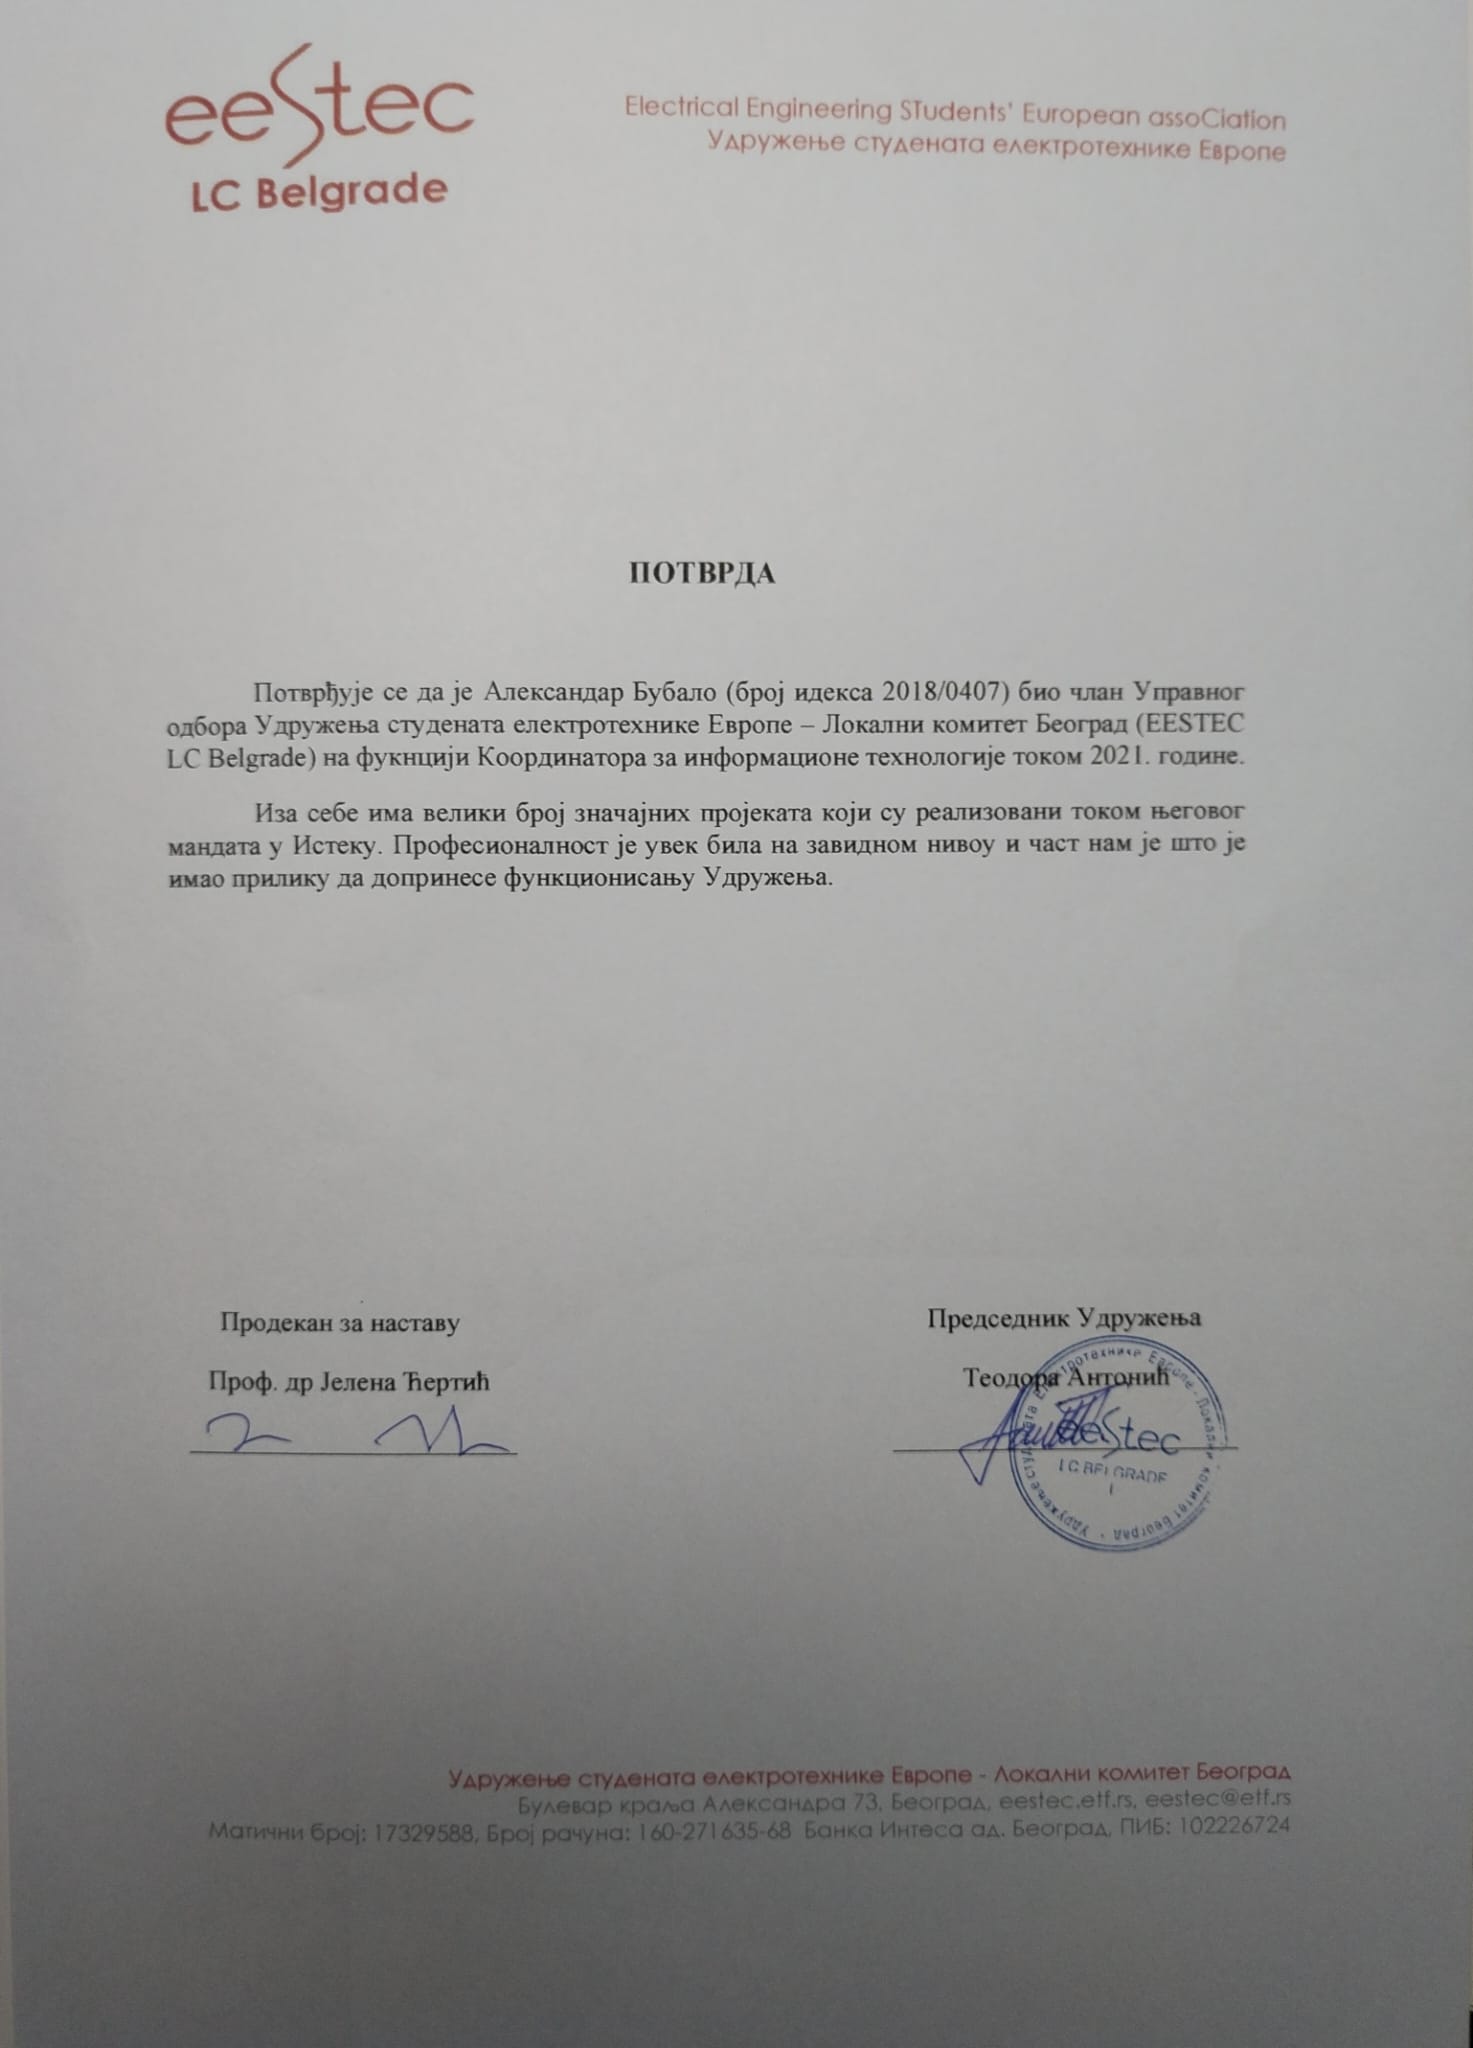 eeStec
LC Belgrade
Electrical Engineering STudents' European assoCiation
Удружење студената електротехнике Европе
ПОТВРДА
Потврђује се да је Александар Бубало (број идекса 2018/0407) био члан Управног
одбора Удружења студената електротехнике Европе – Локални комитет Београд (EESTEC
LC Belgrade) на фукнцији Координатора за информационе технологије током 2021. године.
Иза себе има велики број значајних пројеката који су реализовани током његовог
мандата у Истеку. Професионалност је увек била на завидном нивоу и част нам је што је
имао прилику да допринесе функционисању Удружења.
Продекан за наставу
Проф. др Јелена Ћертић
Председник Удружења
Теодора Антонић
Удружење студената Електротехнике Европе - Локални комитет Београд
eeStec
LC BELGRADE
I
Удружење студената електротехнике Европе - Локални комитет Београд
Булевар краља Александра 73, Београд, eestec.etf.rs, eestec@etf.rs
Матични број: 17329588, Број рачуна: 160-271635-68 Банка Интеса ад. Београд, ПИБ: 102226724